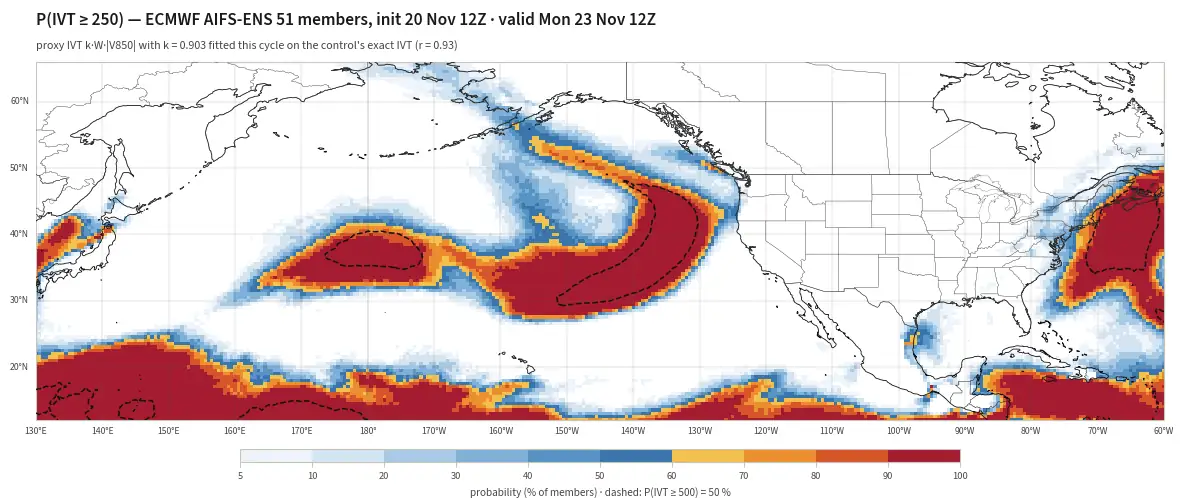 P(IVT ≥ 250) — ECMWF AIFS-ENS 51 members, init 20 Nov 12Z · valid Mon 23 Nov 12Z
proxy IVT k·W·|V850| with k = 0.903 fitted this cycle on the control's exact IVT (r = 0.93)
60°N
50°N
40°N
30°N
20°N
130°E 140°E 150°E 160°E 170°E 180° 170°W 160°W 150°W 140°W 130°W 120°W 110°W 100°W 90°W 80°W 70°W 60°W
5 10 20 30 40 50 60 70 80 90 100
probability (% of members) · dashed: P(IVT ≥ 500) = 50 %